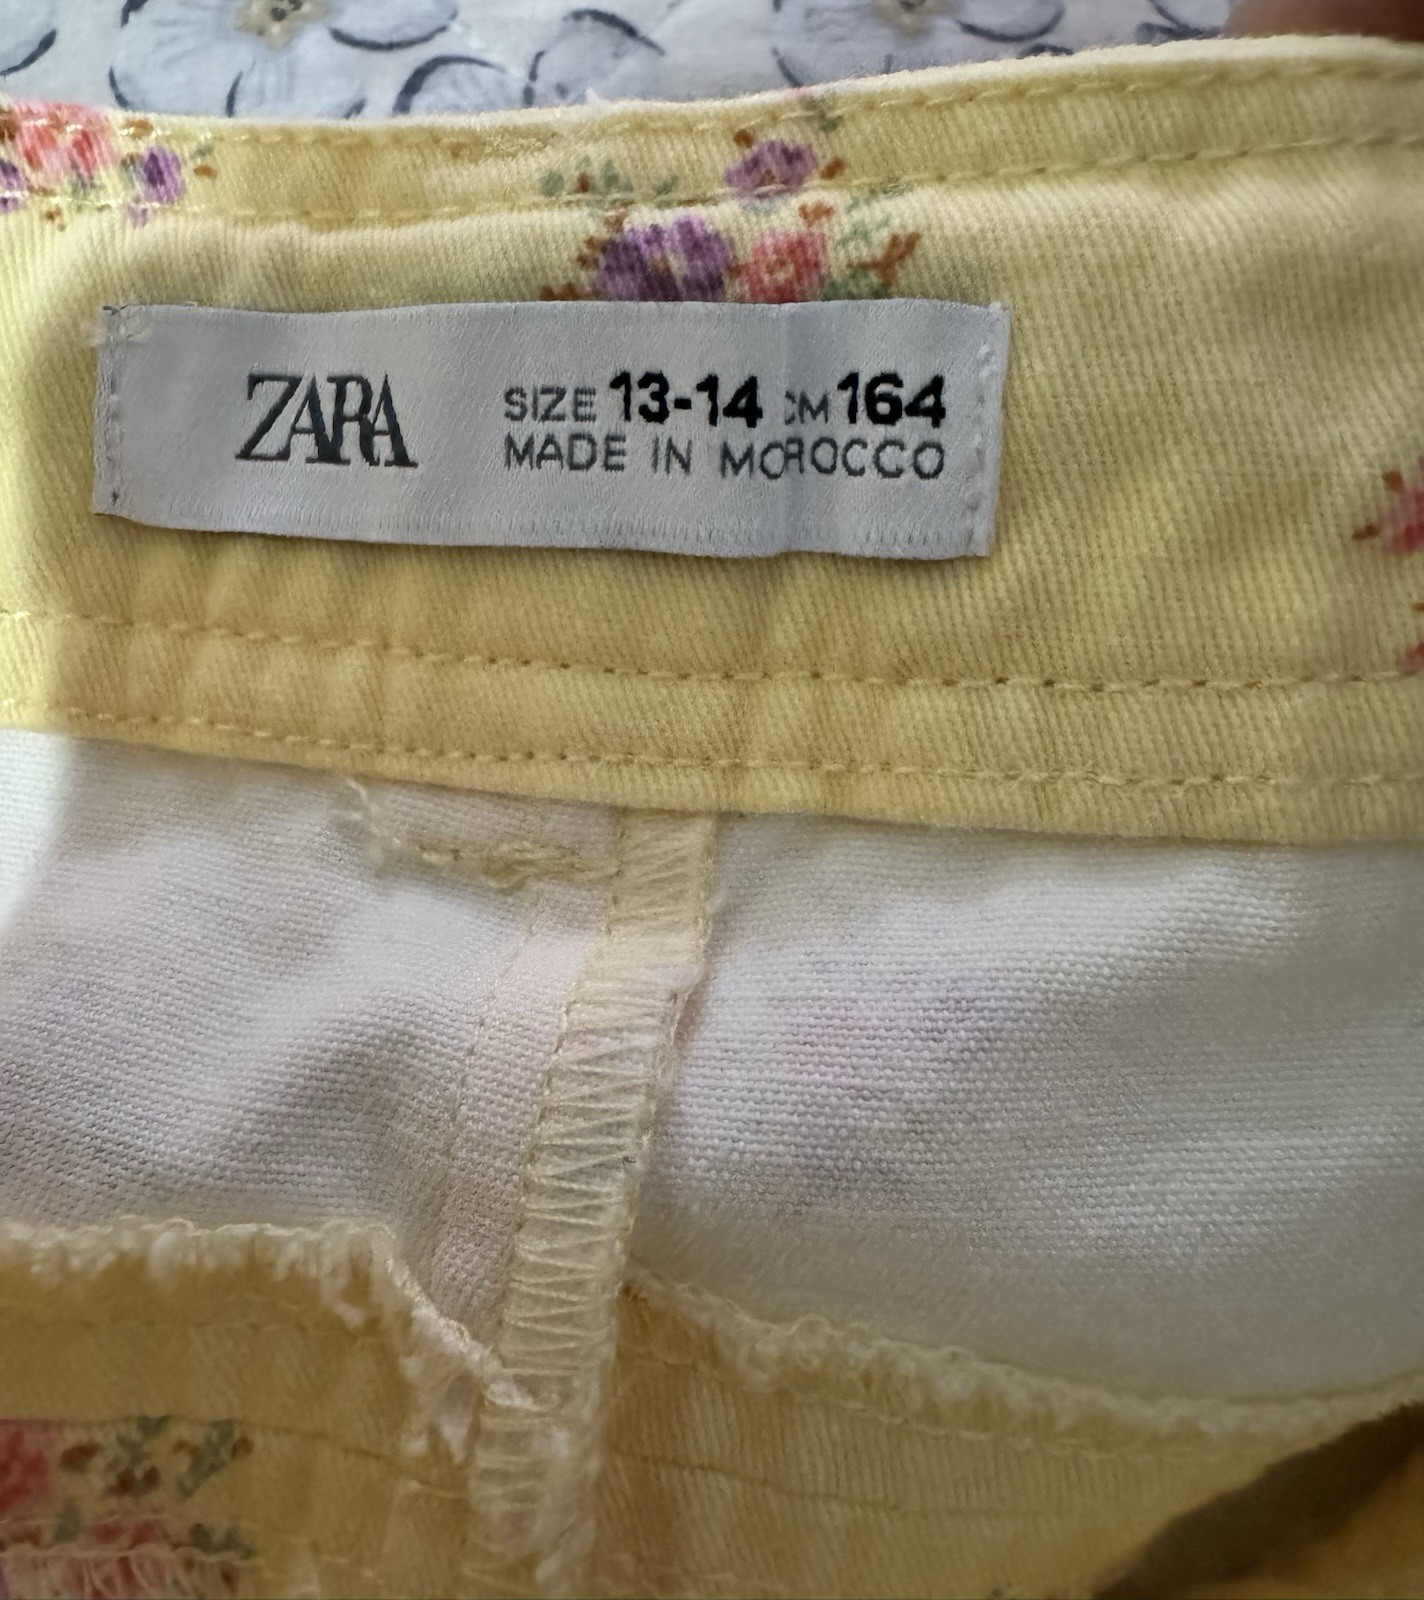 ZARA
SIZE 13-14 CM 164
MADE IN MOROCCO